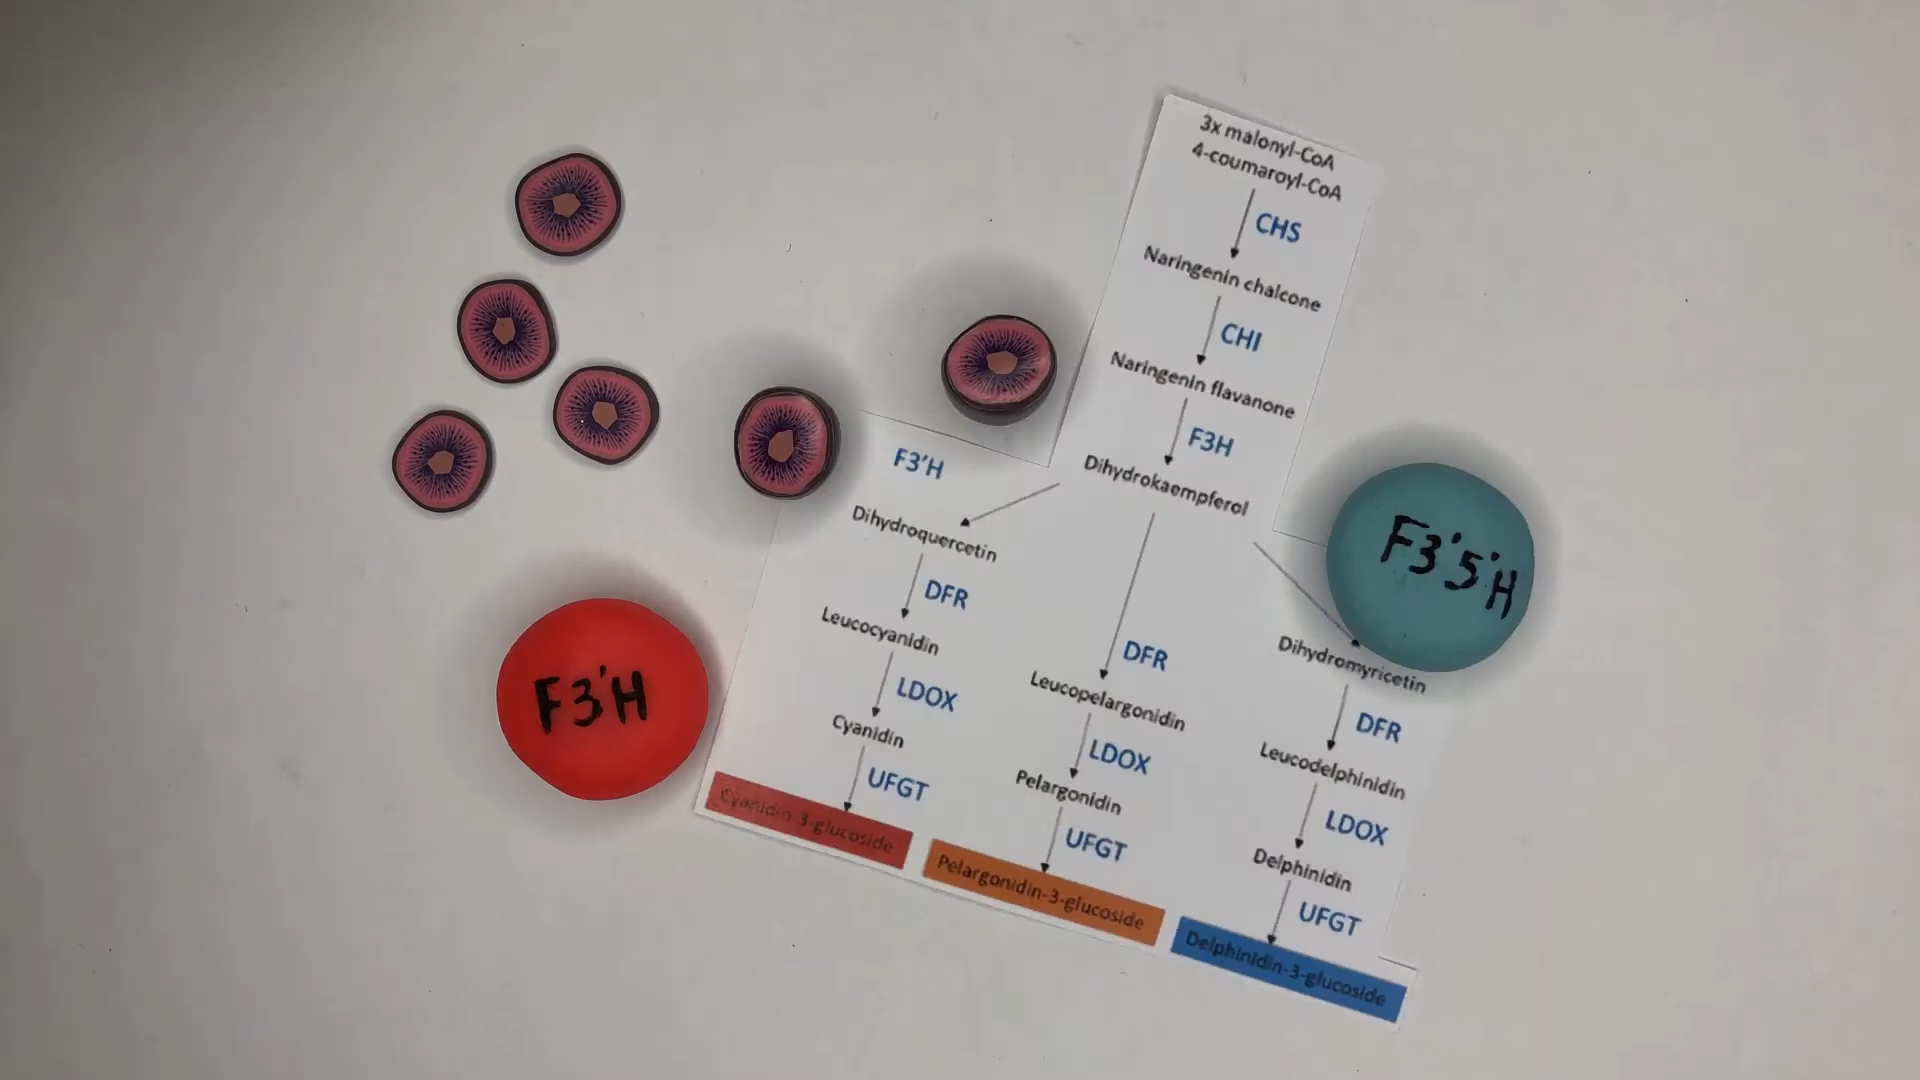 3x malonyl-CoA
4-coumaroyl-CoA
CHS
Naringenin chalcone
CHI
Naringenin flavanone
F3H
Dihydrokaempferol
F3'H
Dihydroquercetin
DFR
Leucocyanidin
LDOX
Cyanidin
UFGT
Cyanidin-3-glucoside
DFR
Leucopelargonidin
LDOX
Pelargonidin
UFGT
Pelargonidin-3-glucoside
F3'5'H
Dihydromyricetin
DFR
Leucodelphinidin
LDOX
Delphinidin
UFGT
Delphinidin-3-glucoside
F3'H